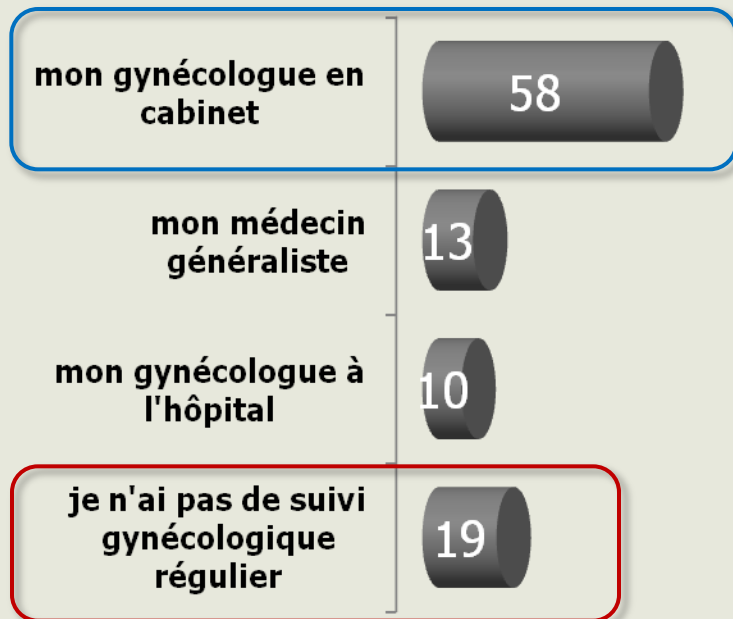 mon gynécologue en
cabinet
58
mon médecin
généraliste
13
mon gynécologue à
l'hôpital
10
je n'ai pas de suivi
gynécologique
régulier
19